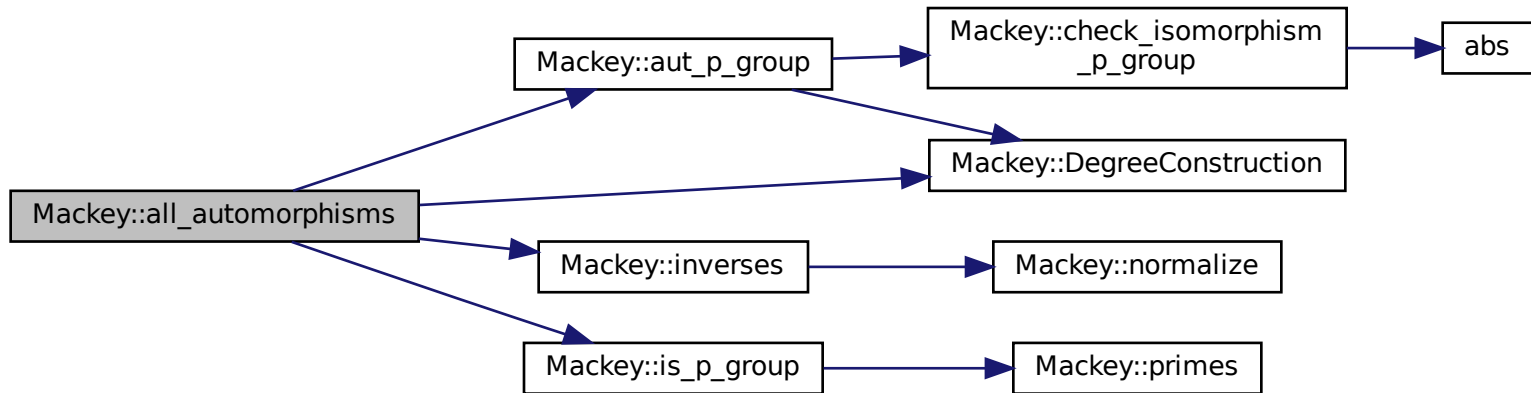 Mackey::all_automorphisms
Mackey::aut_p_group
Mackey::check_isomorphism
_p_group
abs
Mackey::DegreeConstruction
Mackey::inverses
Mackey::normalize
Mackey::is_p_group
Mackey::primes